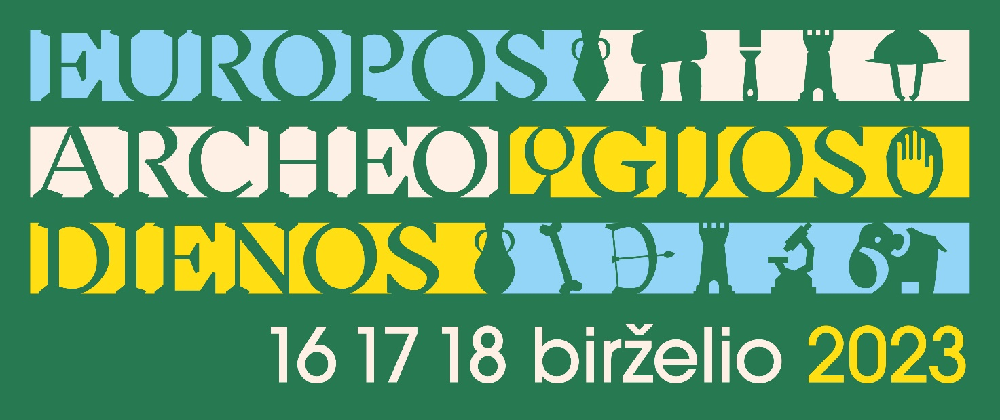 EUROPOS
ARCHEOLOGIJOS
DIENOS
16 17 18 birželio 2023